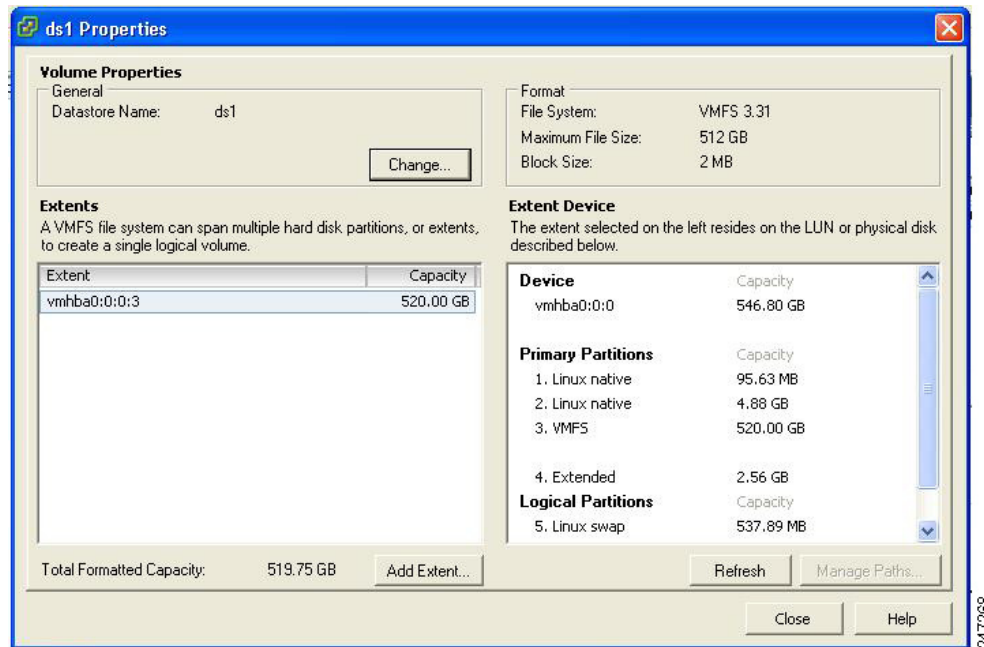 ds1 Properties
Volume Properties
General
Datastore Name: ds1
Change...
Format
File System: VMFS 3.31
Maximum File Size: 512 GB
Block Size: 2 MB
Extents
A VMFS file system can span multiple hard disk partitions, or extents,
to create a single logical volume.
Extent Capacity
vmhba0:0:0:3 520.00 GB
Total Formatted Capacity: 519.75 GB
Add Extent...
Extent Device
The extent selected on the left resides on the LUN or physical disk
described below.
Device Capacity
vmhba0:0:0 546.80 GB
Primary Partitions Capacity
1. Linux native 95.63 MB
2. Linux native 4.88 GB
3. VMFS 520.00 GB
4. Extended 2.56 GB
Logical Partitions Capacity
5. Linux swap 537.89 MB
Refresh
Manage Paths...
Close
Help
247268